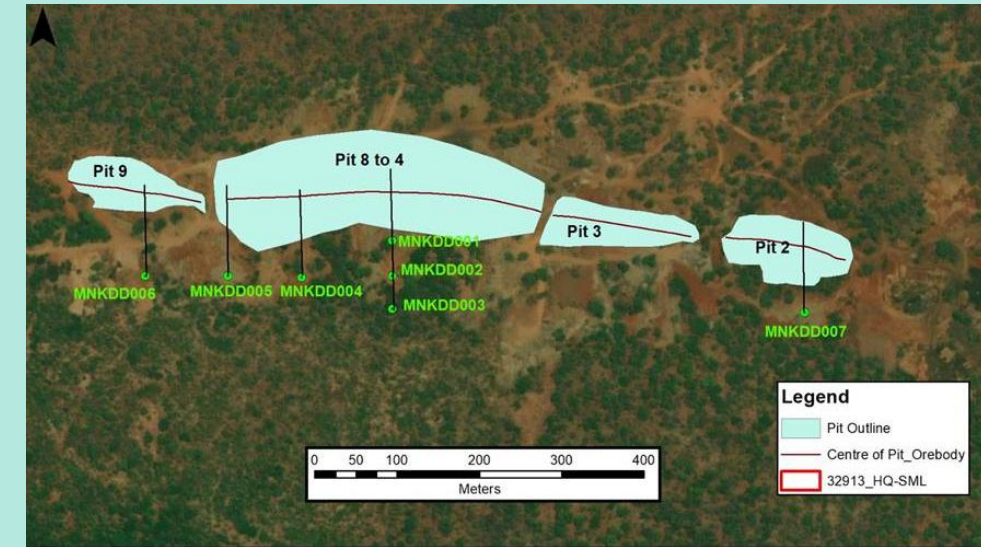 Pit 9
Pit 8 to 4
Pit 3
Pit 2
MNKDD001
MNKDD002
MNKDD003
MNKDD006
MNKDD005
MNKDD004
MNKDD007
Legend
Pit Outline
Centre of Pit_Orebody
32913_HQ-SML
0 50 100 200 300 400
Meters